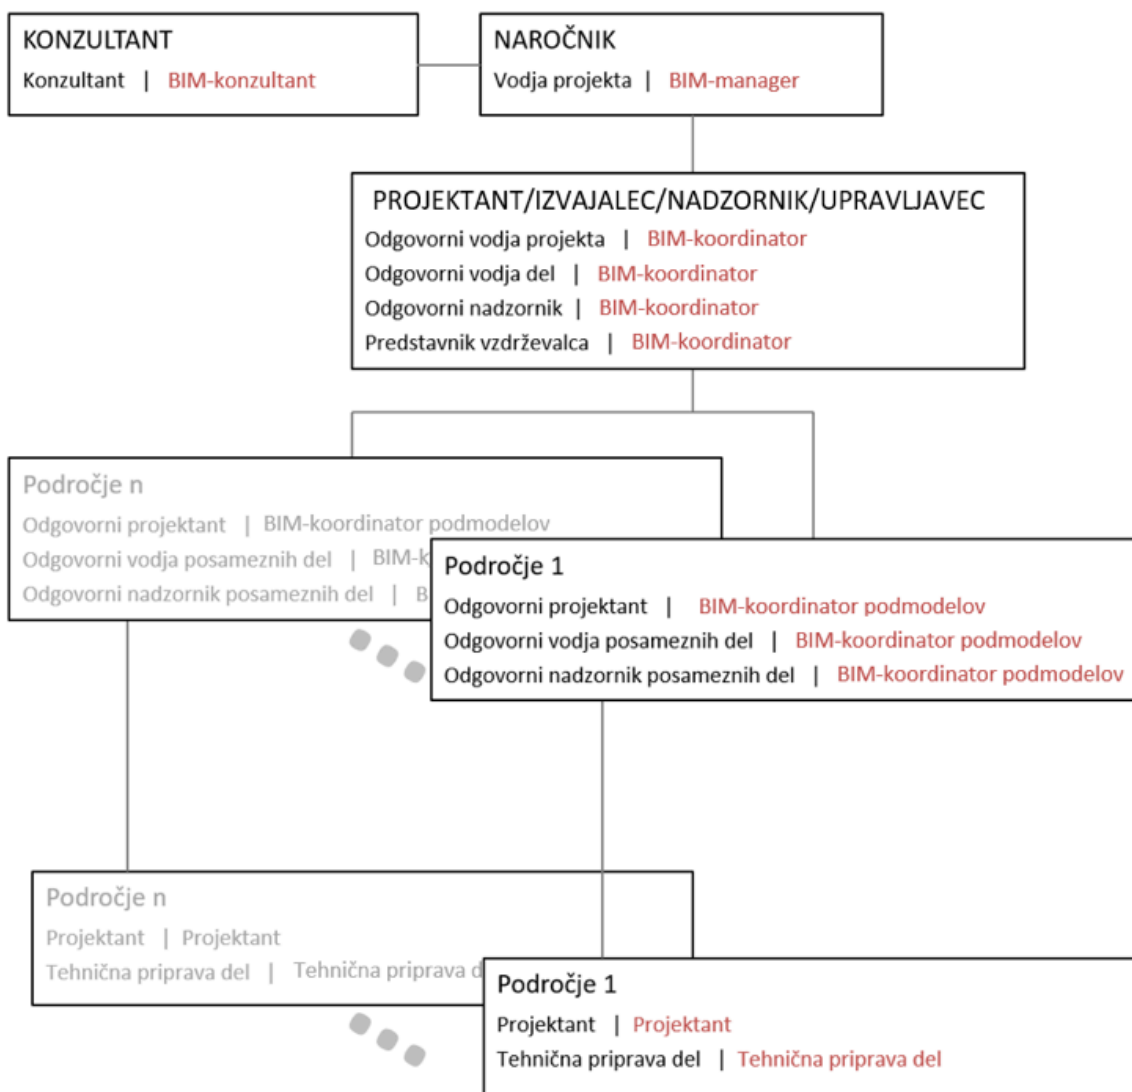 KONZULTANT
Konzultant | BIM-konzultant
NAROČNIK
Vodja projekta | BIM-manager
PROJEKTANT/IZVAJALEC/NADZORNIK/UPRAVLJAVEC
Odgovorni vodja projekta | BIM-koordinator
Odgovorni vodja del | BIM-koordinator
Odgovorni nadzornik | BIM-koordinator
Predstavnik vzdrževalca | BIM-koordinator
Področje n
Odgovorni projektant | BIM-koordinator podmodelov
Odgovorni vodja posameznih del |
Odgovorni nadzornik posameznih del |
Področje 1
Odgovorni projektant | BIM-koordinator podmodelov
Odgovorni vodja posameznih del | BIM-koordinator podmodelov
Odgovorni nadzornik posameznih del | BIM-koordinator podmodelov
Področje n
Projektant | Projektant
Tehnična priprava del | Tehnična priprava
Področje 1
Projektant | Projektant
Tehnična priprava del | Tehnična priprava del